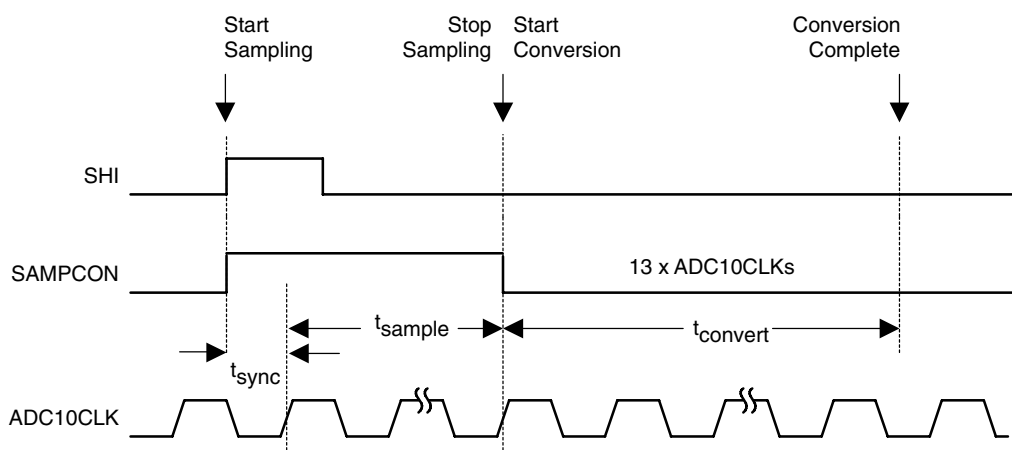 Start
Sampling
Stop
Sampling
Start
Conversion
Conversion
Complete
SHI
SAMPCON
13 x ADC10CLKs
tsample
tconvert
tsync
ADC10CLK